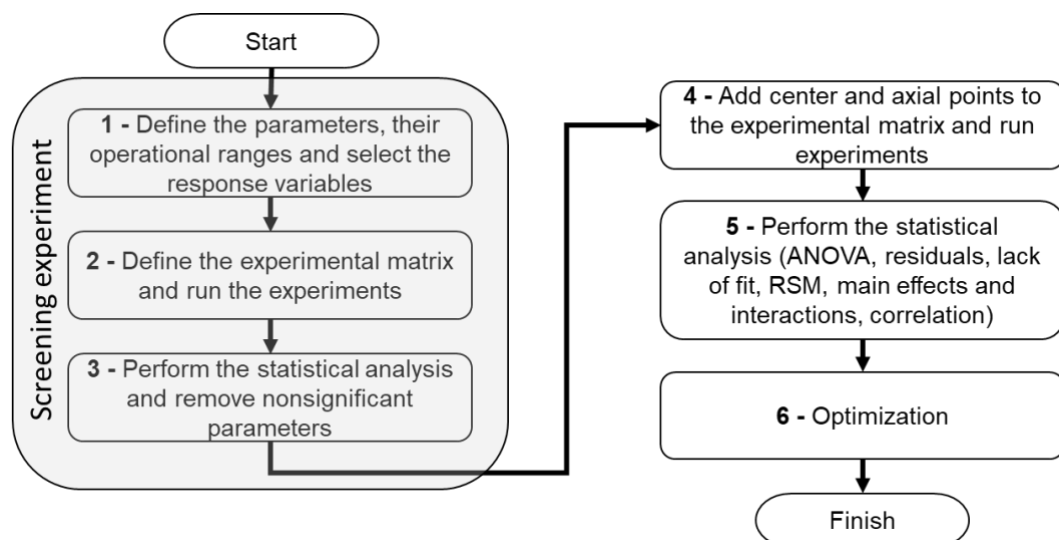 Start
Screening experiment
1 - Define the parameters, their
operational ranges and select the
response variables
2 - Define the experimental matrix
and run the experiments
3 - Perform the statistical analysis
and remove nonsignificant
parameters
4 - Add center and axial points to
the experimental matrix and run
experiments
5 - Perform the statistical
analysis (ANOVA, residuals, lack
of fit, RSM, main effects and
interactions, correlation)
6 - Optimization
Finish